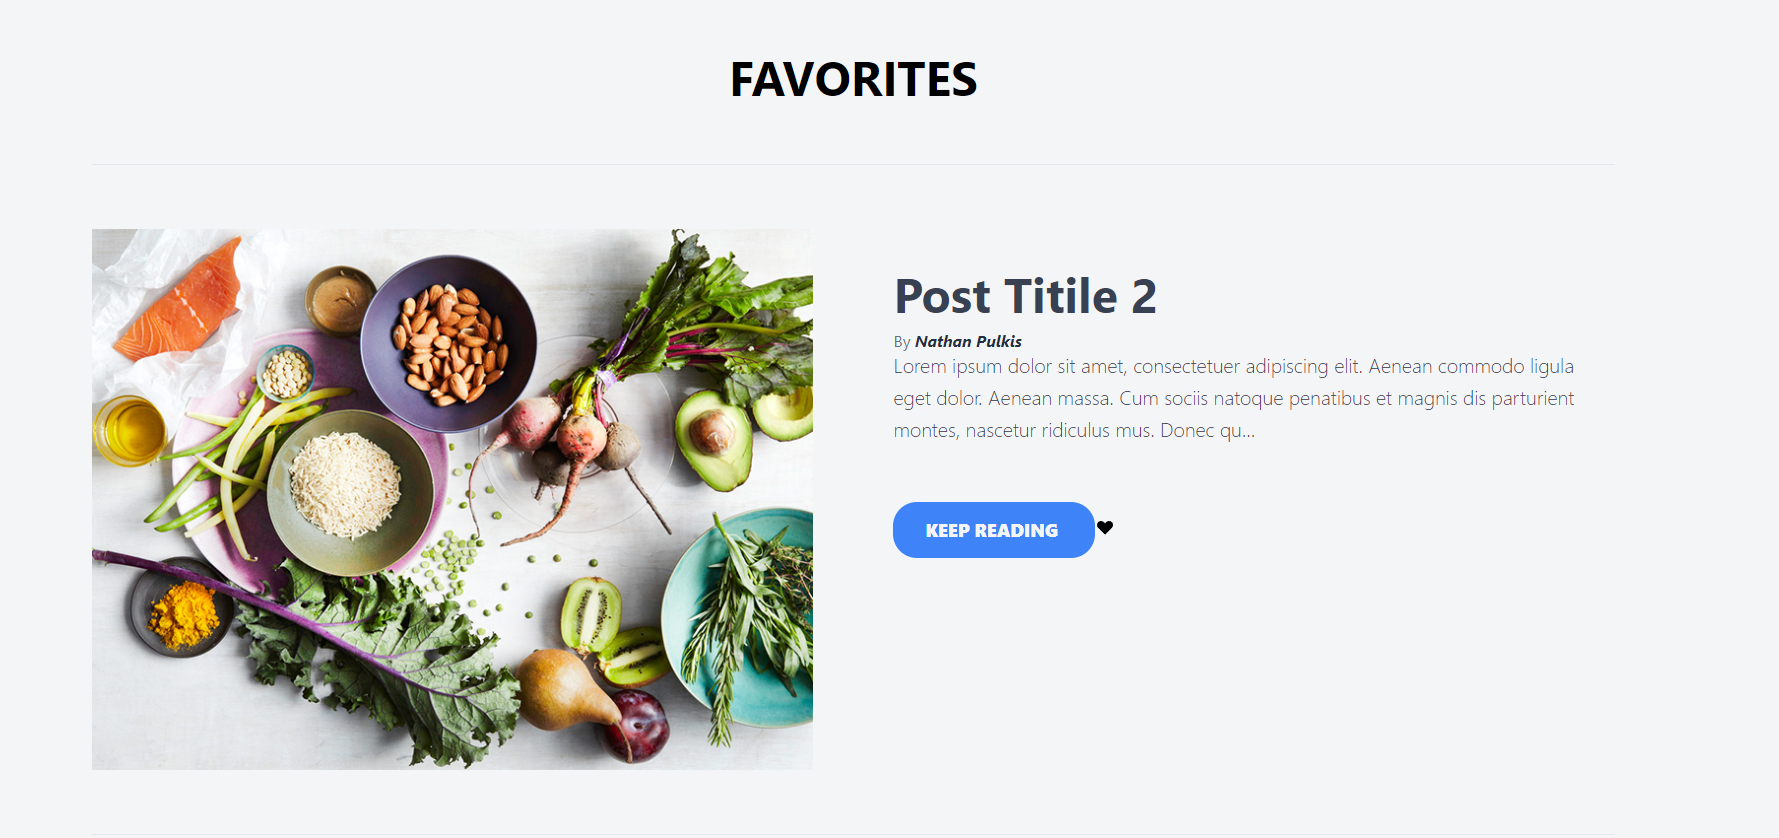 FAVORITES
Post Titile 2
By Nathan Pulkis
Lorem ipsum dolor sit amet, consectetuer adipiscing elit. Aenean commodo ligula
eget dolor. Aenean massa. Cum sociis natoque penatibus et magnis dis parturient
montes, nascetur ridiculus mus. Donec qu...
KEEP READING